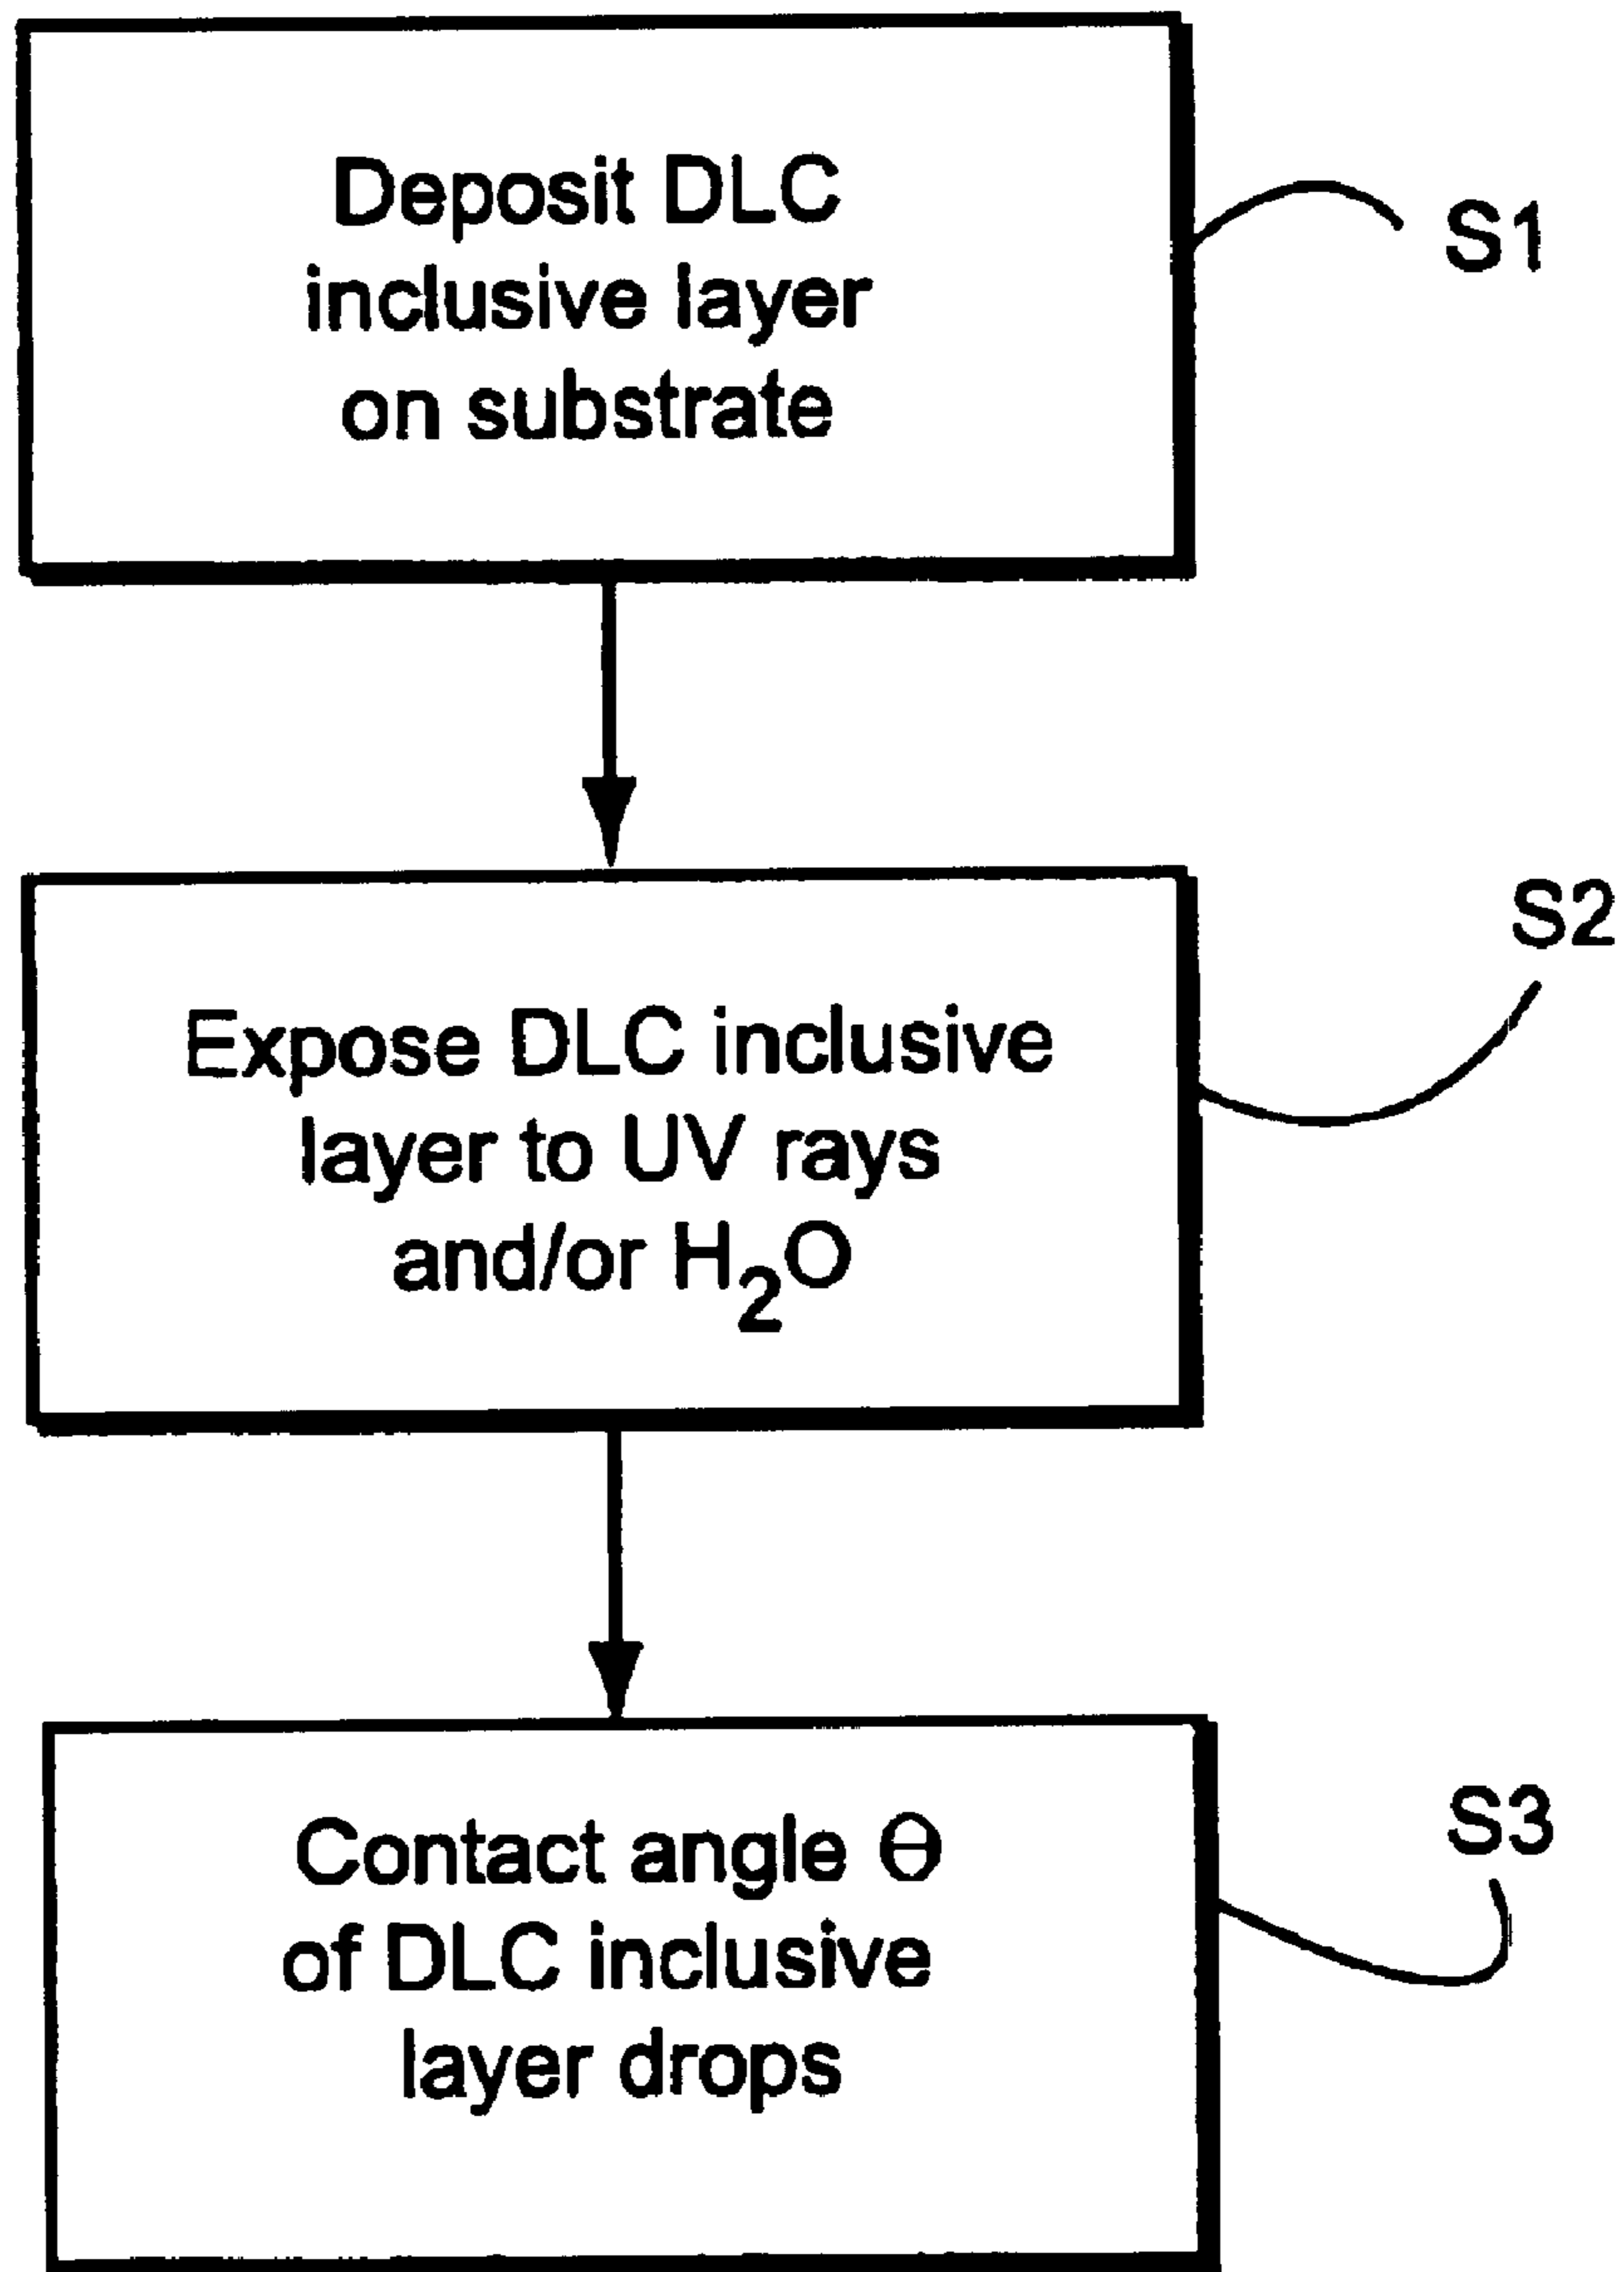 Deposit DLC
inclusive layer
on substrate
S1
Expose DLC inclusive
layer to UV rays
and/or H₂O
S2
Contact angle Θ
of DLC inclusive
layer drops
S3